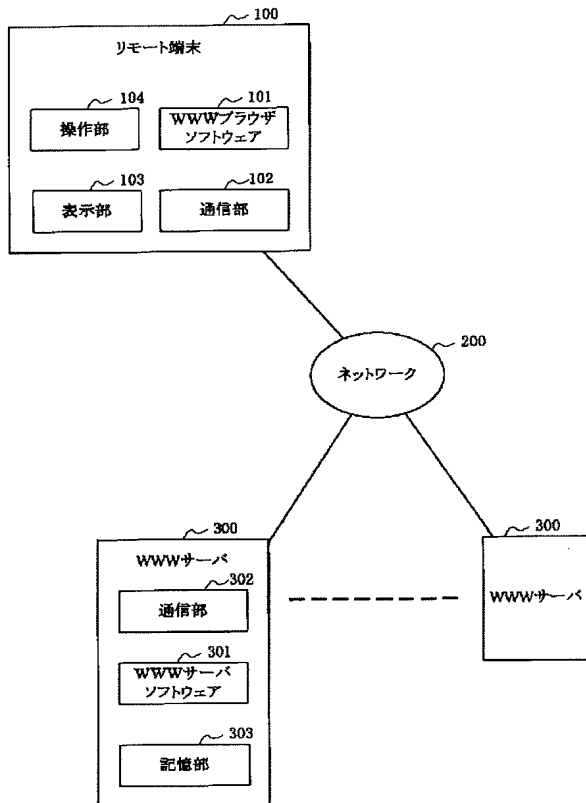 100
リモート端末
104
操作部
101
WWWブラウザ
ソフトウェア
103
表示部
102
通信部
200
ネットワーク
300
WWWサーバ
302
通信部
301
WWWサーバ
ソフトウェア
303
記憶部
300
WWWサーバ